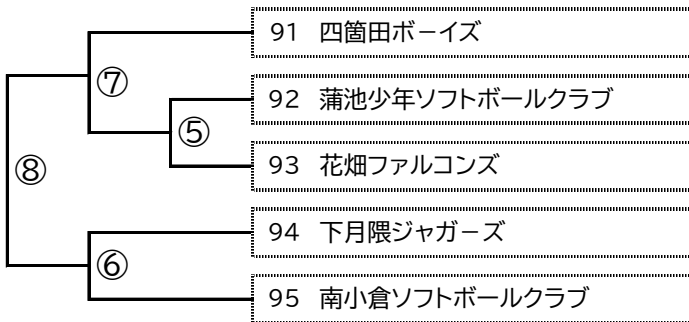 91 四箇田ボーイズ
⑦
92 蒲池少年ソフトボールクラブ
⑤
⑧
93 花畑ファルコンズ
94 下月隈ジャガーズ
⑥
95 南小倉ソフトボールクラブ